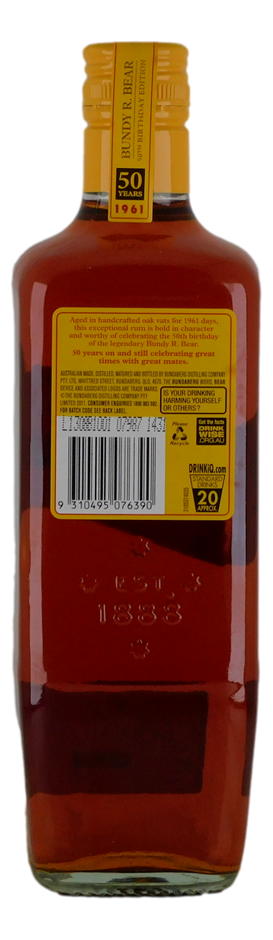 BUNDY R. BEAR
50TH BIRTHDAY EDITION
50
YEARS
1961
Aged in handcrafted oak vats for 1961 days,
this exceptional rum is bold in character
and worthy of celebrating the 50th birthday
of the legendary Bundy R. Bear.
50 years on and still celebrating great
times with great mates.
AUSTRALIAN MADE. DISTILLED, MATURED AND BOTTLED BY BUNDABERG DISTILLING COMPANY
PTY. LTD. WHITTRED STREET, BUNDABERG, QLD, 4670. THE BUNDABERG WORD, BEAR
DEVICE AND ASSOCIATED LOGOS ARE TRADE MARKS
© THE BUNDABERG DISTILLING COMPANY PTY
LIMITED 2011. CONSUMER ENQUIRIES
FOR BATCH CODE SEE BACK LABEL.
IS YOUR DRINKING
HARMING YOURSELF
OR OTHERS?
Please
Recycle
Get the facts
DRINK
WISE
.ORG.AU
9 310495 076390
DRINKiQ.com
STANDARD
DRINKS
20
APPROX.
EST.
1888